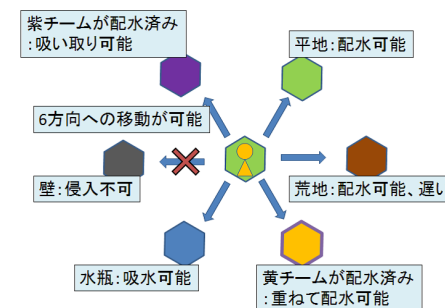 紫チームが配水済み
:吸い取り可能
平地:配水可能
6方向への移動が可能
壁:侵入不可
荒地:配水可能、遅い
水瓶:吸水可能
黄チームが配水済み
:重ねて配水可能